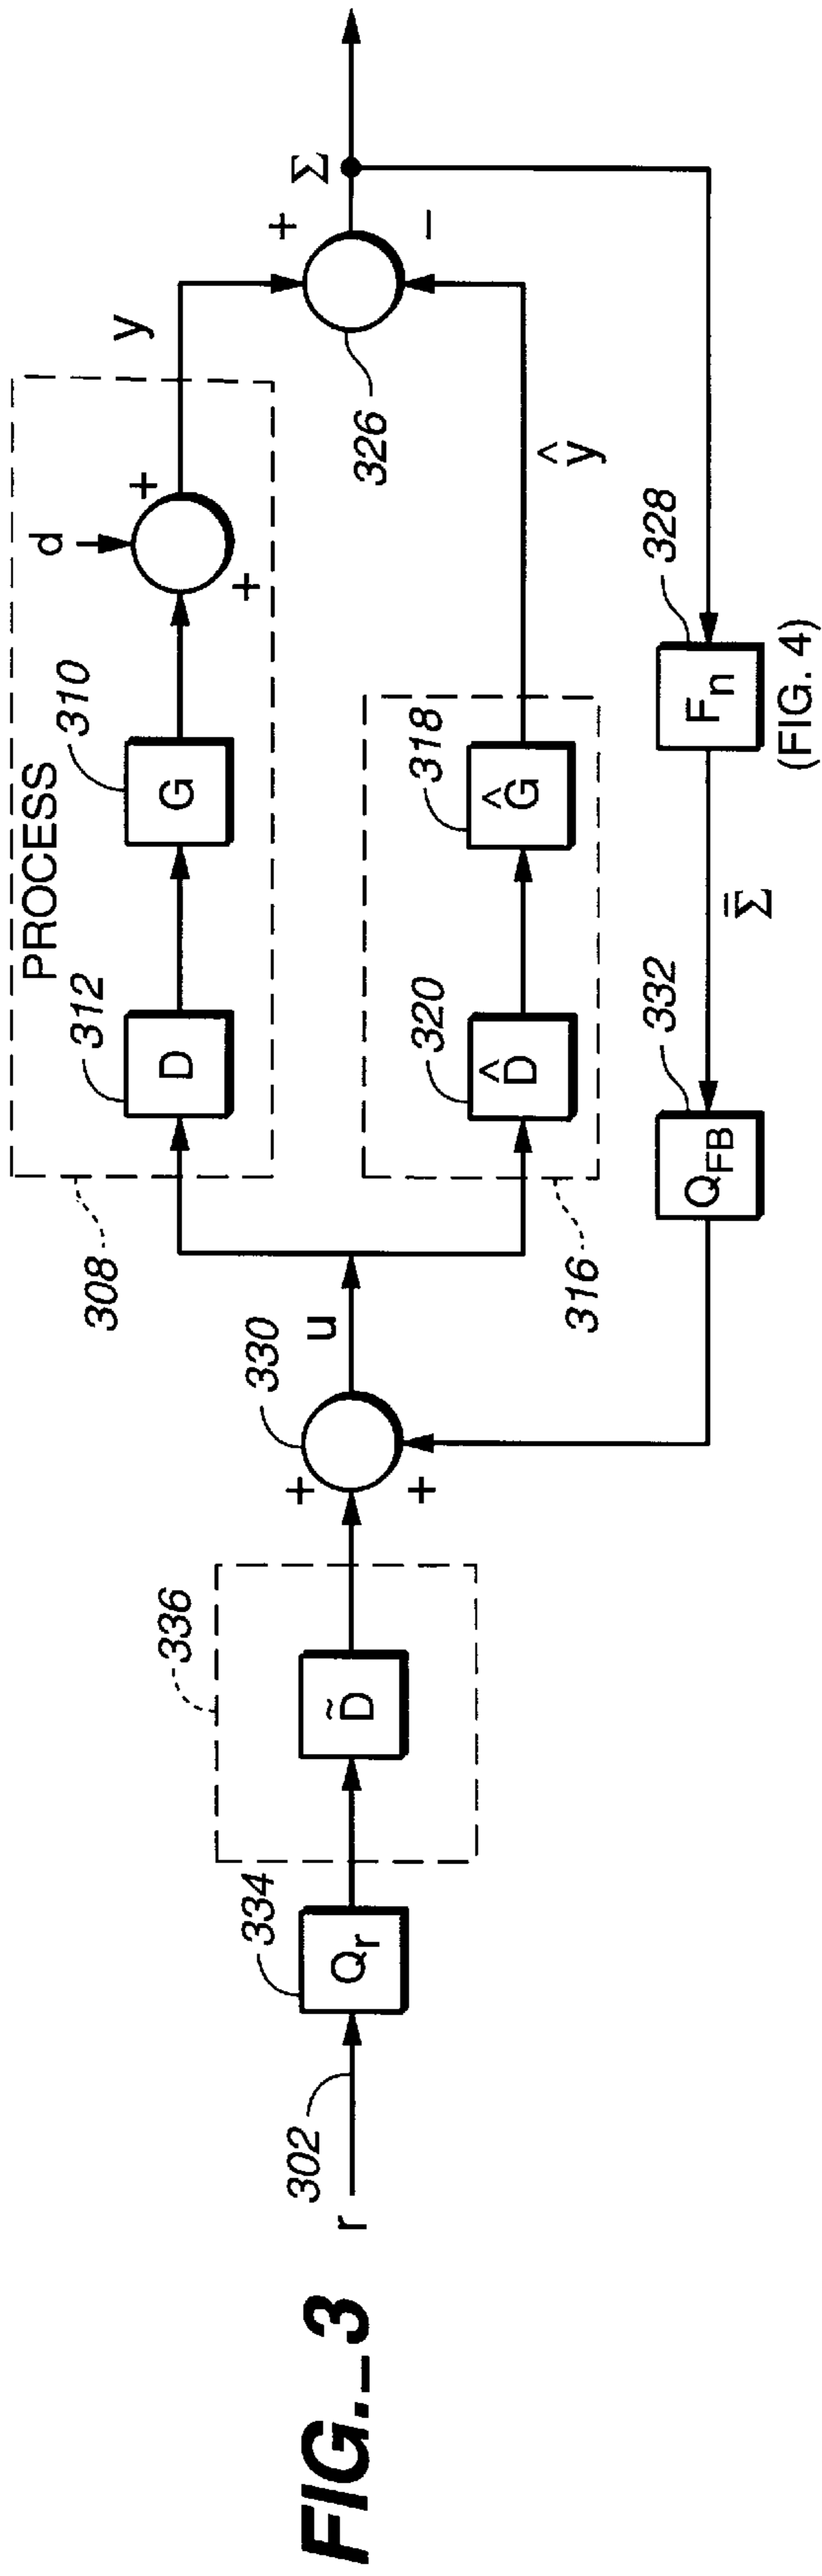 r
302
334
Qr
336
D̃
+
+
330
u
308
PROCESS
312
D
310
G
d
+
+
y
316
320
D̂
318
Ĝ
ŷ
+
−
326
Σ
332
QFB
Σ̄̄
328
Fn
(FIG. 4)
FIG._3